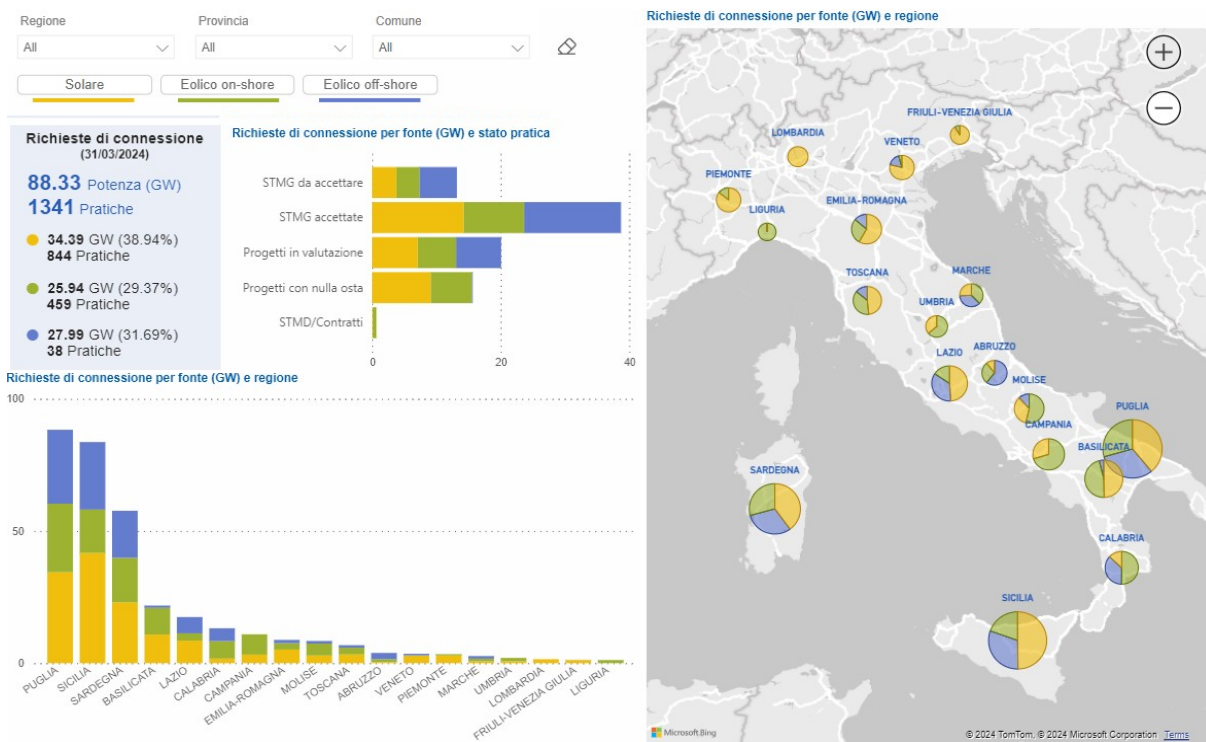 Regione
Provincia
Comune
All
All
All
Solare
Eolico on-shore
Eolico off-shore
Richieste di connessione
(31/03/2024)
88.33 Potenza (GW)
1341 Pratiche
34.39 GW (38.94%)
844 Pratiche
25.94 GW (29.37%)
459 Pratiche
27.99 GW (31.69%)
38 Pratiche
Richieste di connessione per fonte (GW) e stato pratica
STMG da accettare
STMG accettate
Progetti in valutazione
Progetti con nulla osta
STMD/Contratti
0
20
40
Richieste di connessione per fonte (GW) e regione
100
50
0
PUGLIA
SICILIA
SARDEGNA
BASILICATA
LAZIO
CALABRIA
CAMPANIA
EMILIA-ROMAGNA
MOLISE
TOSCANA
ABRUZZO
VENETO
PIEMONTE
MARCHE
UMBRIA
LOMBARDIA
FRIULI-VENEZIA GIULIA
LIGURIA
Richieste di connessione per fonte (GW) e regione
FRIULI-VENEZIA GIULIA
LOMBARDIA
VENETO
PIEMONTE
EMILIA-ROMAGNA
LIGURIA
TOSCANA
MARCHE
UMBRIA
LAZIO
ABRUZZO
MOLISE
PUGLIA
CAMPANIA
BASILICATA
SARDEGNA
CALABRIA
SICILIA
Microsoft Bing
© 2024 TomTom, © 2024 Microsoft Corporation Terms